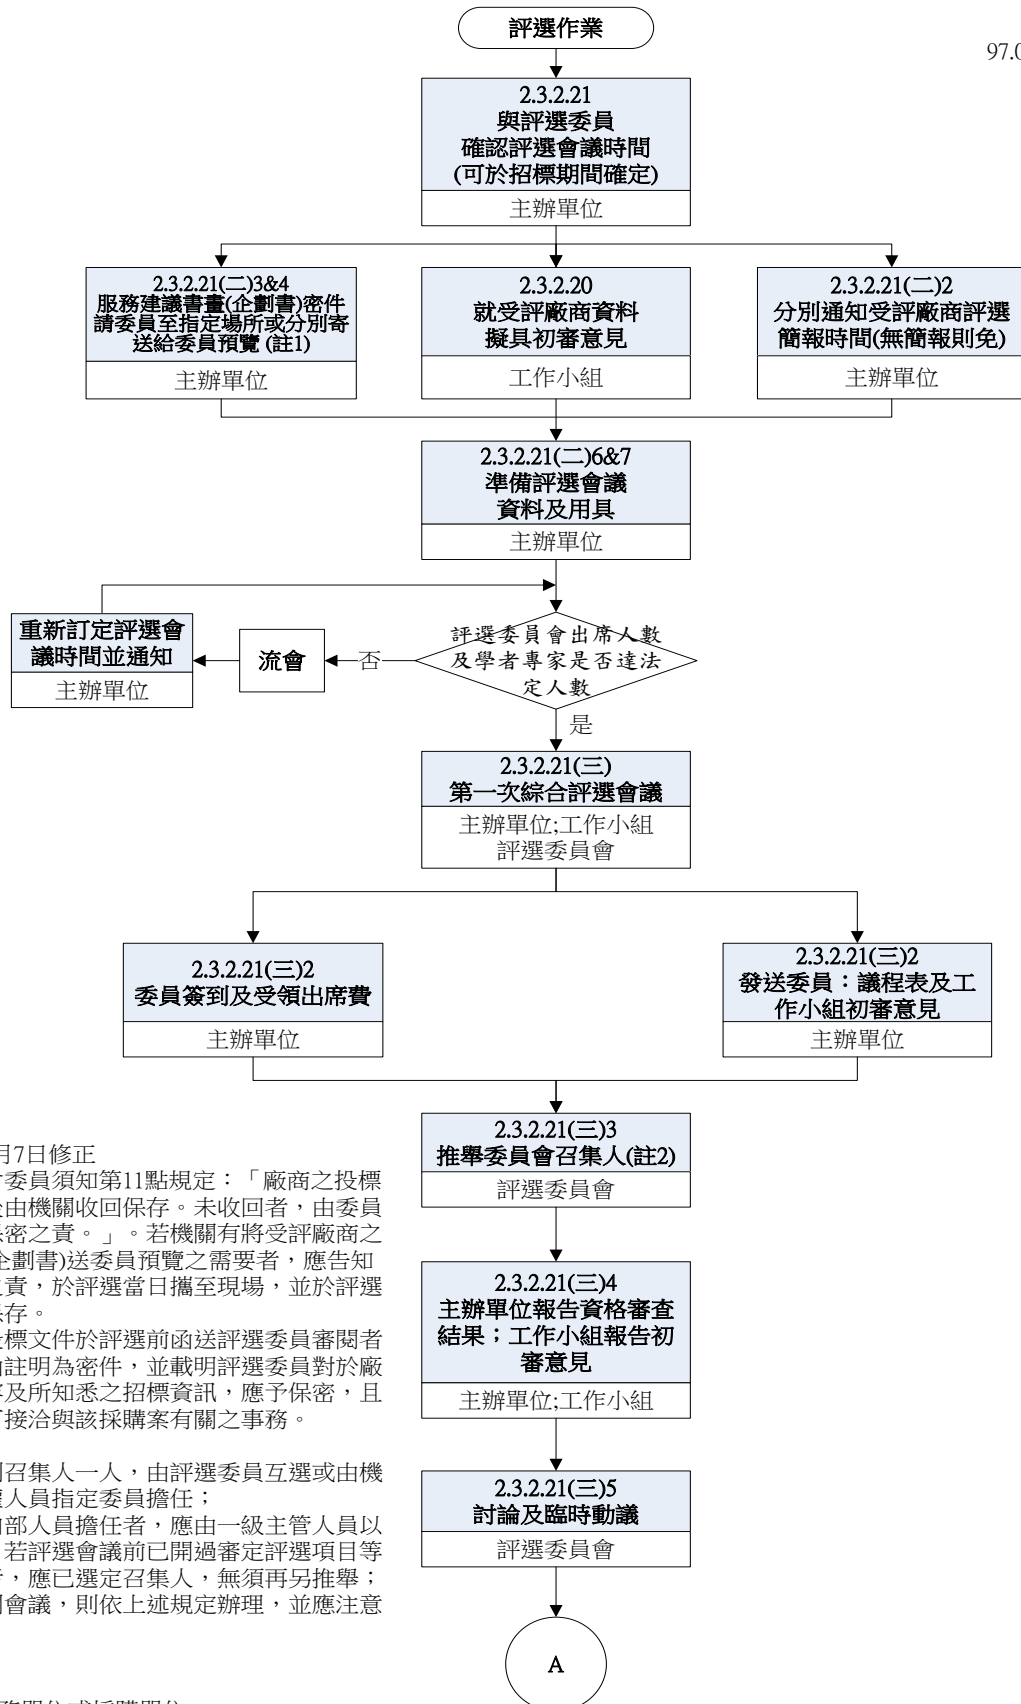 評選作業
97.0
2.3.2.21
與評選委員
確認評選會議時間
(可於招標期間確定)
主辦單位
2.3.2.21(二)3&4
服務建議書畫(企劃書)密件
請委員至指定場所或分別寄
送給委員預覽 (註1)
主辦單位
2.3.2.20
就受評廠商資料
擬具初審意見
工作小組
2.3.2.21(二)2
分別通知受評廠商評選
簡報時間(無簡報則免)
主辦單位
2.3.2.21(二)6&7
準備評選會議
資料及用具
主辦單位
重新訂定評選會
議時間並通知
主辦單位
流會
否
評選委員會出席人數
及學者專家是否達法
定人數
是
2.3.2.21(三)
第一次綜合評選會議
主辦單位;工作小組
評選委員會
2.3.2.21(三)2
委員簽到及受領出席費
主辦單位
2.3.2.21(三)2
發送委員：議程表及工
作小組初審意見
主辦單位
2.3.2.21(三)3
推舉委員會召集人(註2)
評選委員會
2.3.2.21(三)4
主辦單位報告資格審查
結果；工作小組報告初
審意見
主辦單位;工作小組
2.3.2.21(三)5
討論及臨時動議
評選委員會
A
月7日修正
委員須知第11點規定：「廠商之投標
後由機關收回保存。未收回者，由委員
保密之責。」。若機關有將受評廠商之
企劃書)送委員預覽之需要者，應告知
之責，於評選當日攜至現場，並於評選
保存。
投標文件於評選前函送評選委員審閱者
註明為密件，並載明評選委員對於廠
容及所知悉之招標資訊，應予保密，且
可接洽與該採購案有關之事務。
召集人一人，由評選委員互選或由機
權人員指定委員擔任；
內部人員擔任者，應由一級主管人員以
若評選會議前已開過審定評選項目等
者，應已選定召集人，無須再另推舉；
開會議，則依上述規定辦理，並應注意